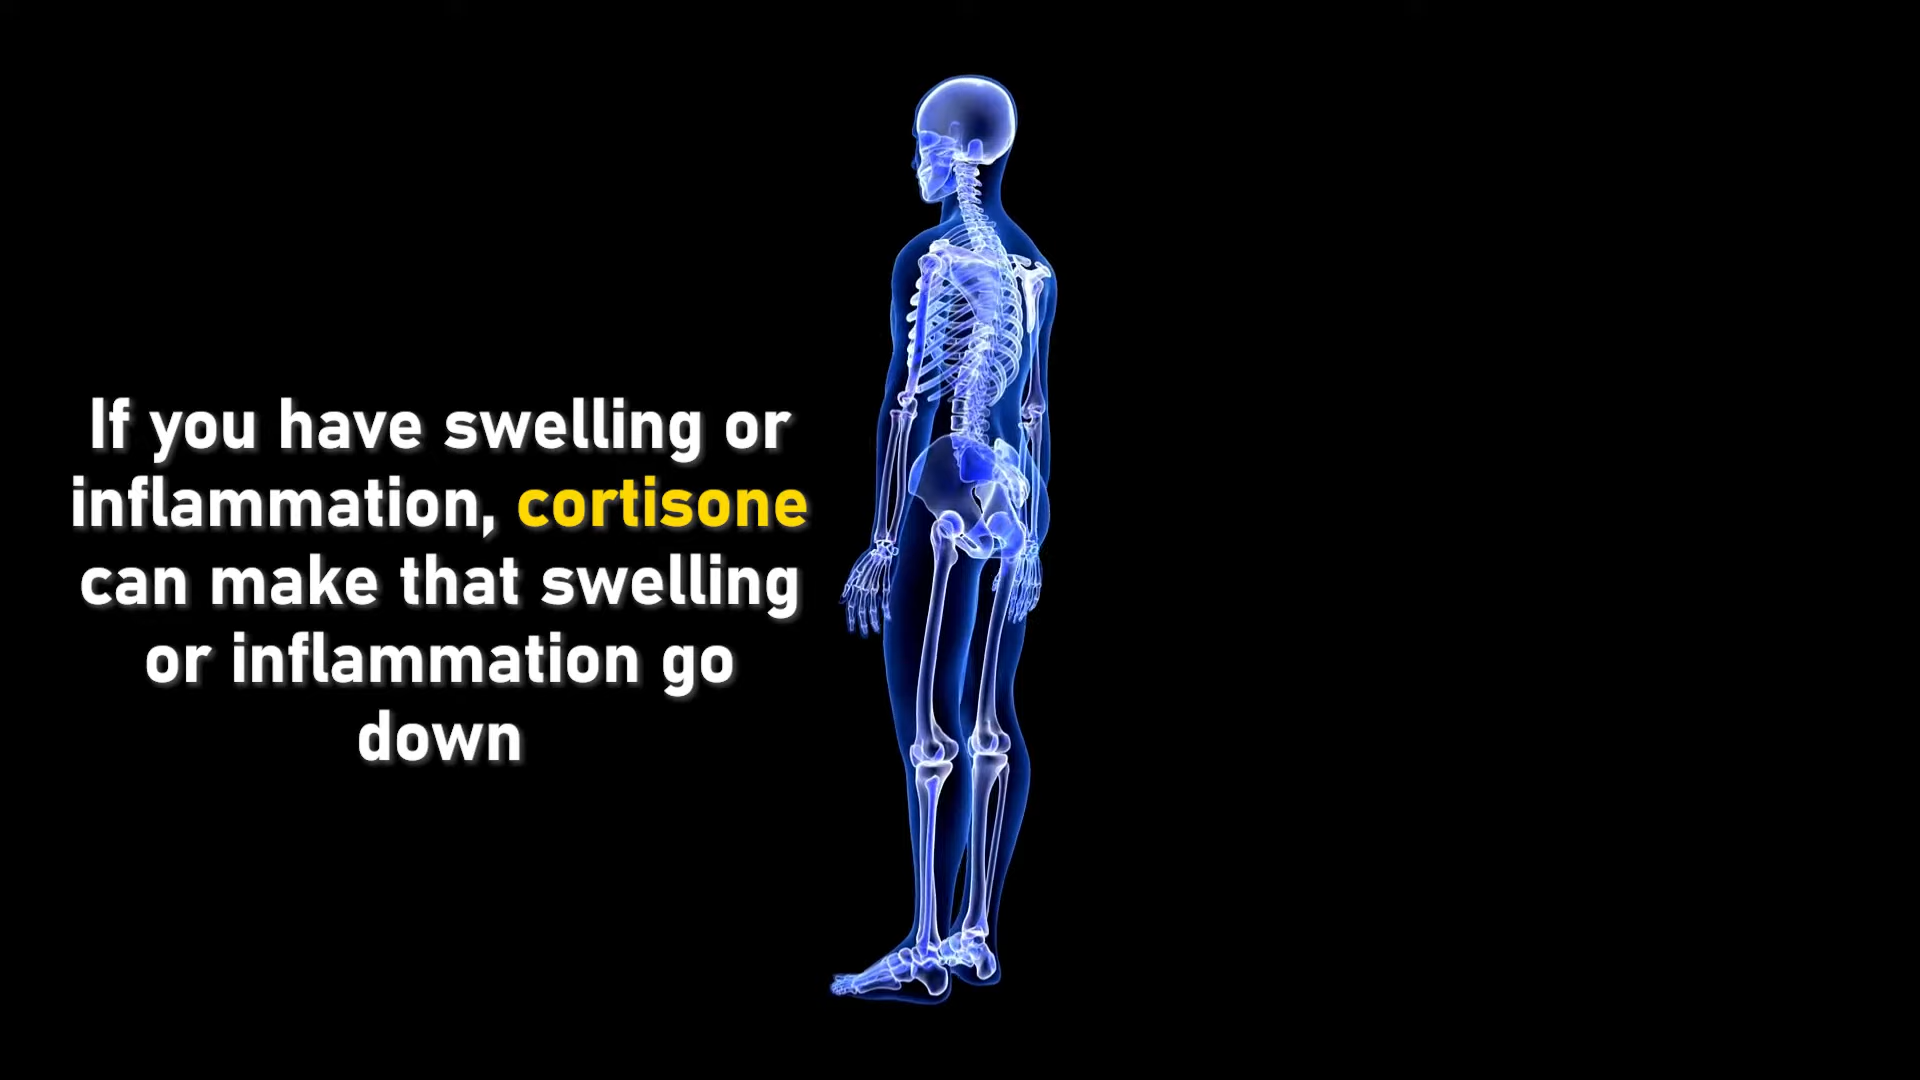 If you have swelling or
inflammation, cortisone
can make that swelling
or inflammation go
down